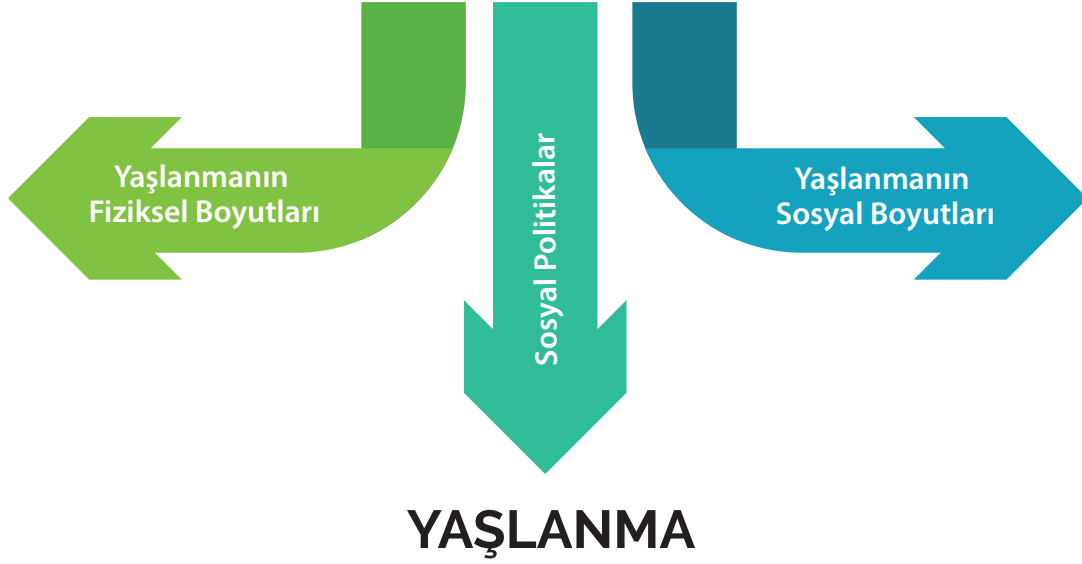 Yaşlanmanın
Fiziksel Boyutları
Sosyal Politikalar
Yaşlanmanın
Sosyal Boyutları
YAŞLANMA